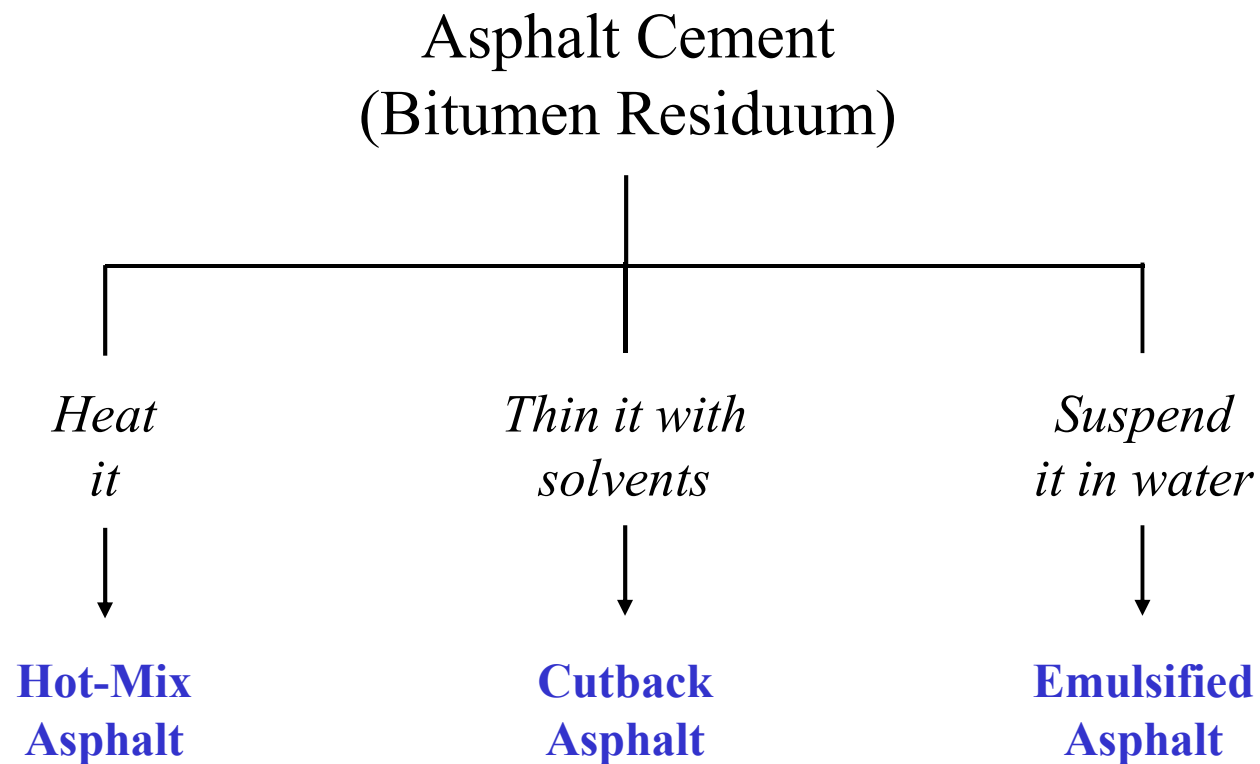 Asphalt Cement
(Bitumen Residuum)
Heat
it
Thin it with
solvents
Suspend
it in water
Hot-Mix
Asphalt
Cutback
Asphalt
Emulsified
Asphalt